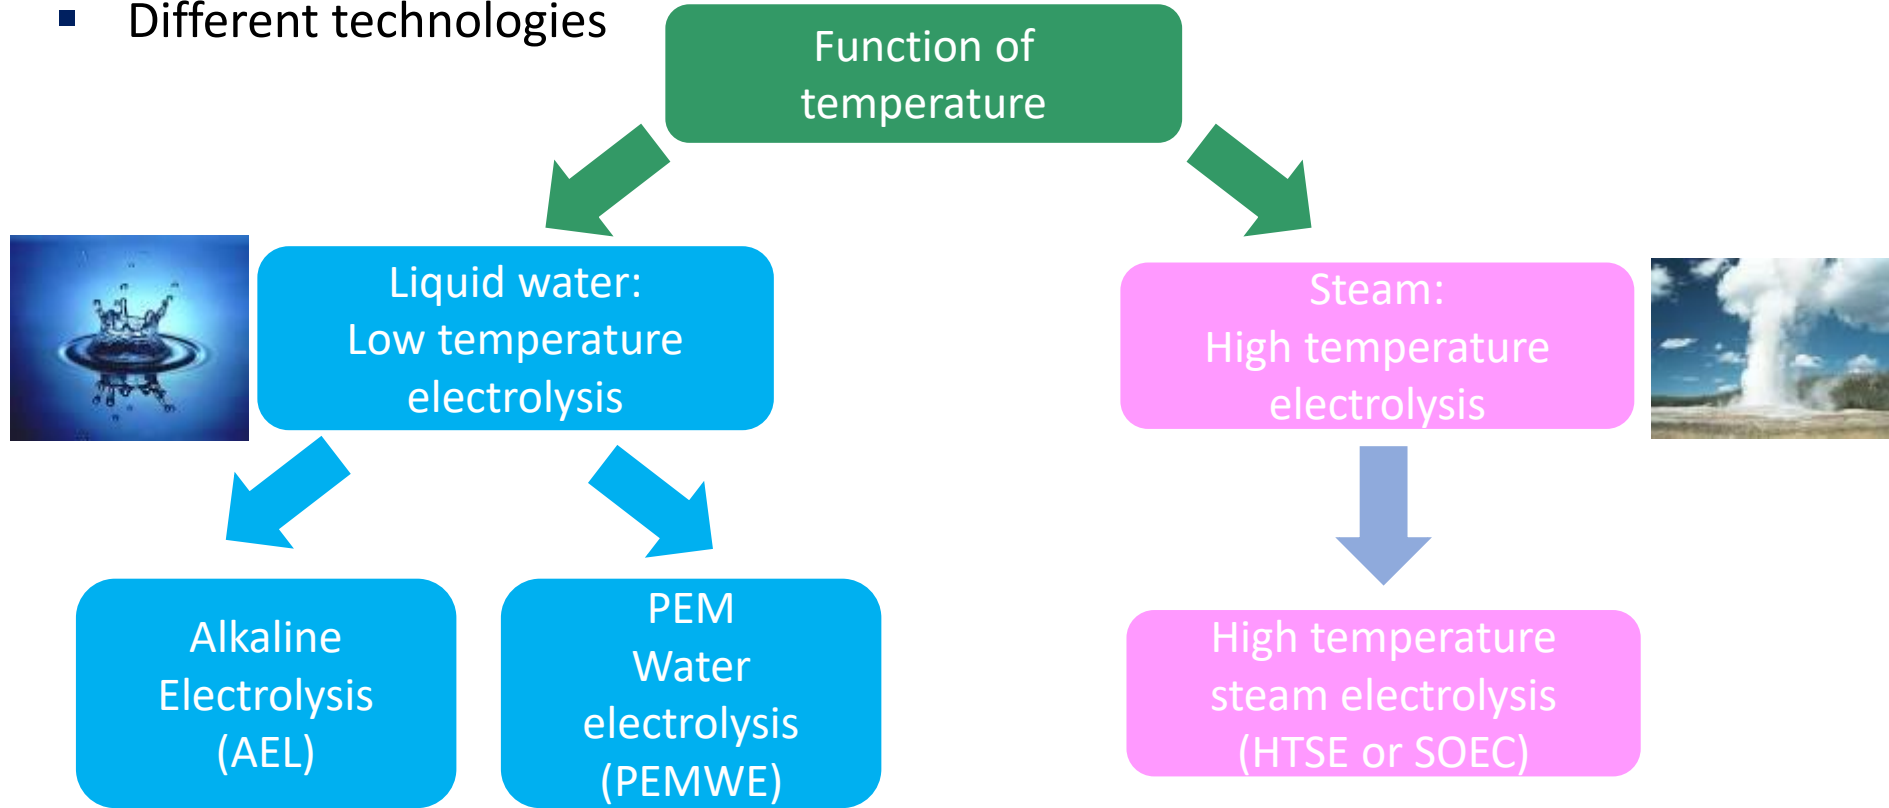 ▪ Different technologies
Function of
temperature
Liquid water:
Low temperature
electrolysis
Steam:
High temperature
electrolysis
Alkaline
Electrolysis
(AEL)
PEM
Water
electrolysis
(PEMWE)
High temperature
steam electrolysis
(HTSE or SOEC)